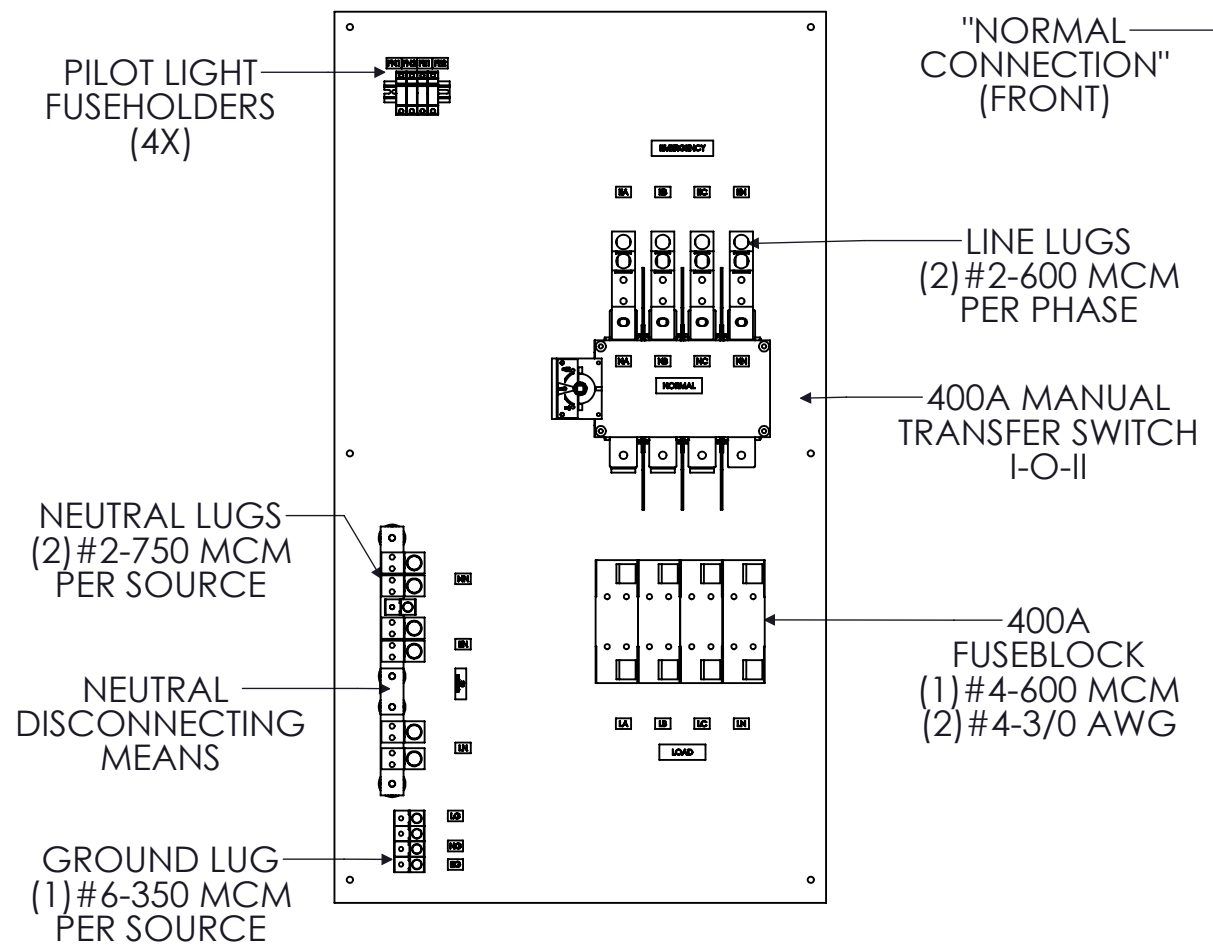 PILOT LIGHT
FUSEHOLDERS
(4X)
"NORMAL
CONNECTION"
(FRONT)
EMERGENCY
EA EB EC EN
LINE LUGS
(2)#2-600 MCM
PER PHASE
NA NB NC NN
NORMAL
400A MANUAL
TRANSFER SWITCH
I-O-II
NEUTRAL LUGS
(2)#2-750 MCM
PER SOURCE
NN
EN
LN
NEUTRAL
DISCONNECTING
MEANS
400A
FUSEBLOCK
(1)#4-600 MCM
(2)#4-3/0 AWG
LA LB LC LN
LOAD
GROUND LUG
(1)#6-350 MCM
PER SOURCE
LG
NG
EG